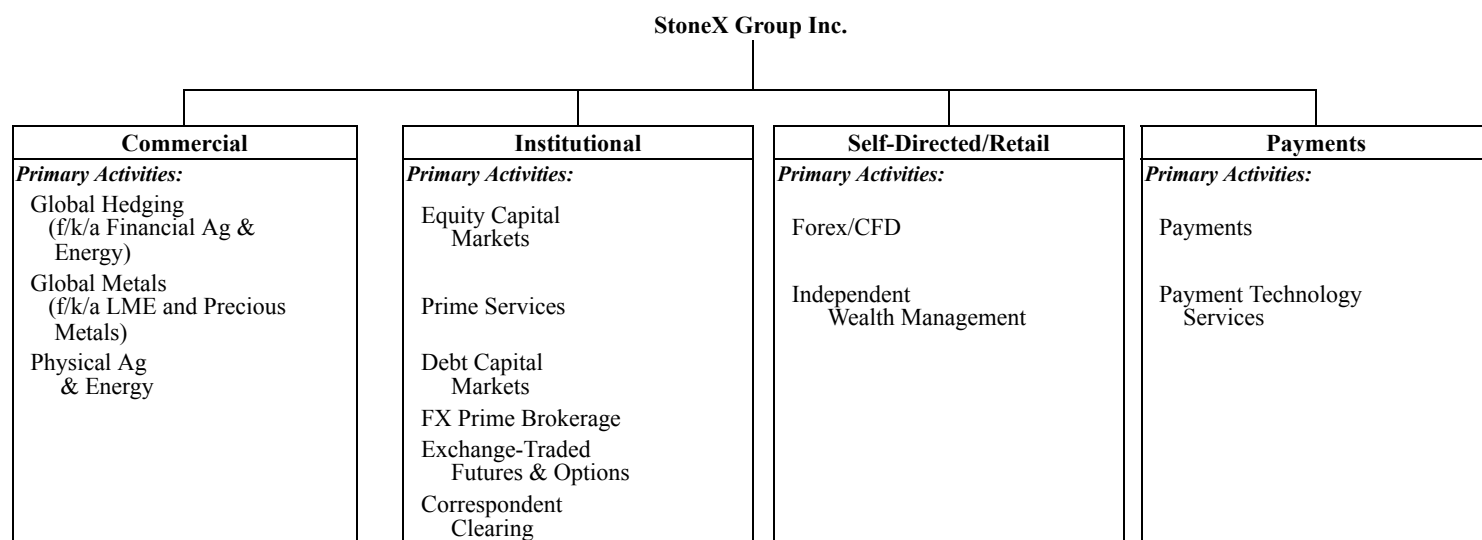 StoneX Group Inc.
Commercial
Primary Activities:
Global Hedging
(f/k/a Financial Ag &
Energy)
Global Metals
(f/k/a LME and Precious
Metals)
Physical Ag
& Energy
Institutional
Primary Activities:
Equity Capital
Markets
Prime Services
Debt Capital
Markets
FX Prime Brokerage
Exchange-Traded
Futures & Options
Correspondent
Clearing
Self-Directed/Retail
Primary Activities:
Forex/CFD
Independent
Wealth Management
Payments
Primary Activities:
Payments
Payment Technology
Services